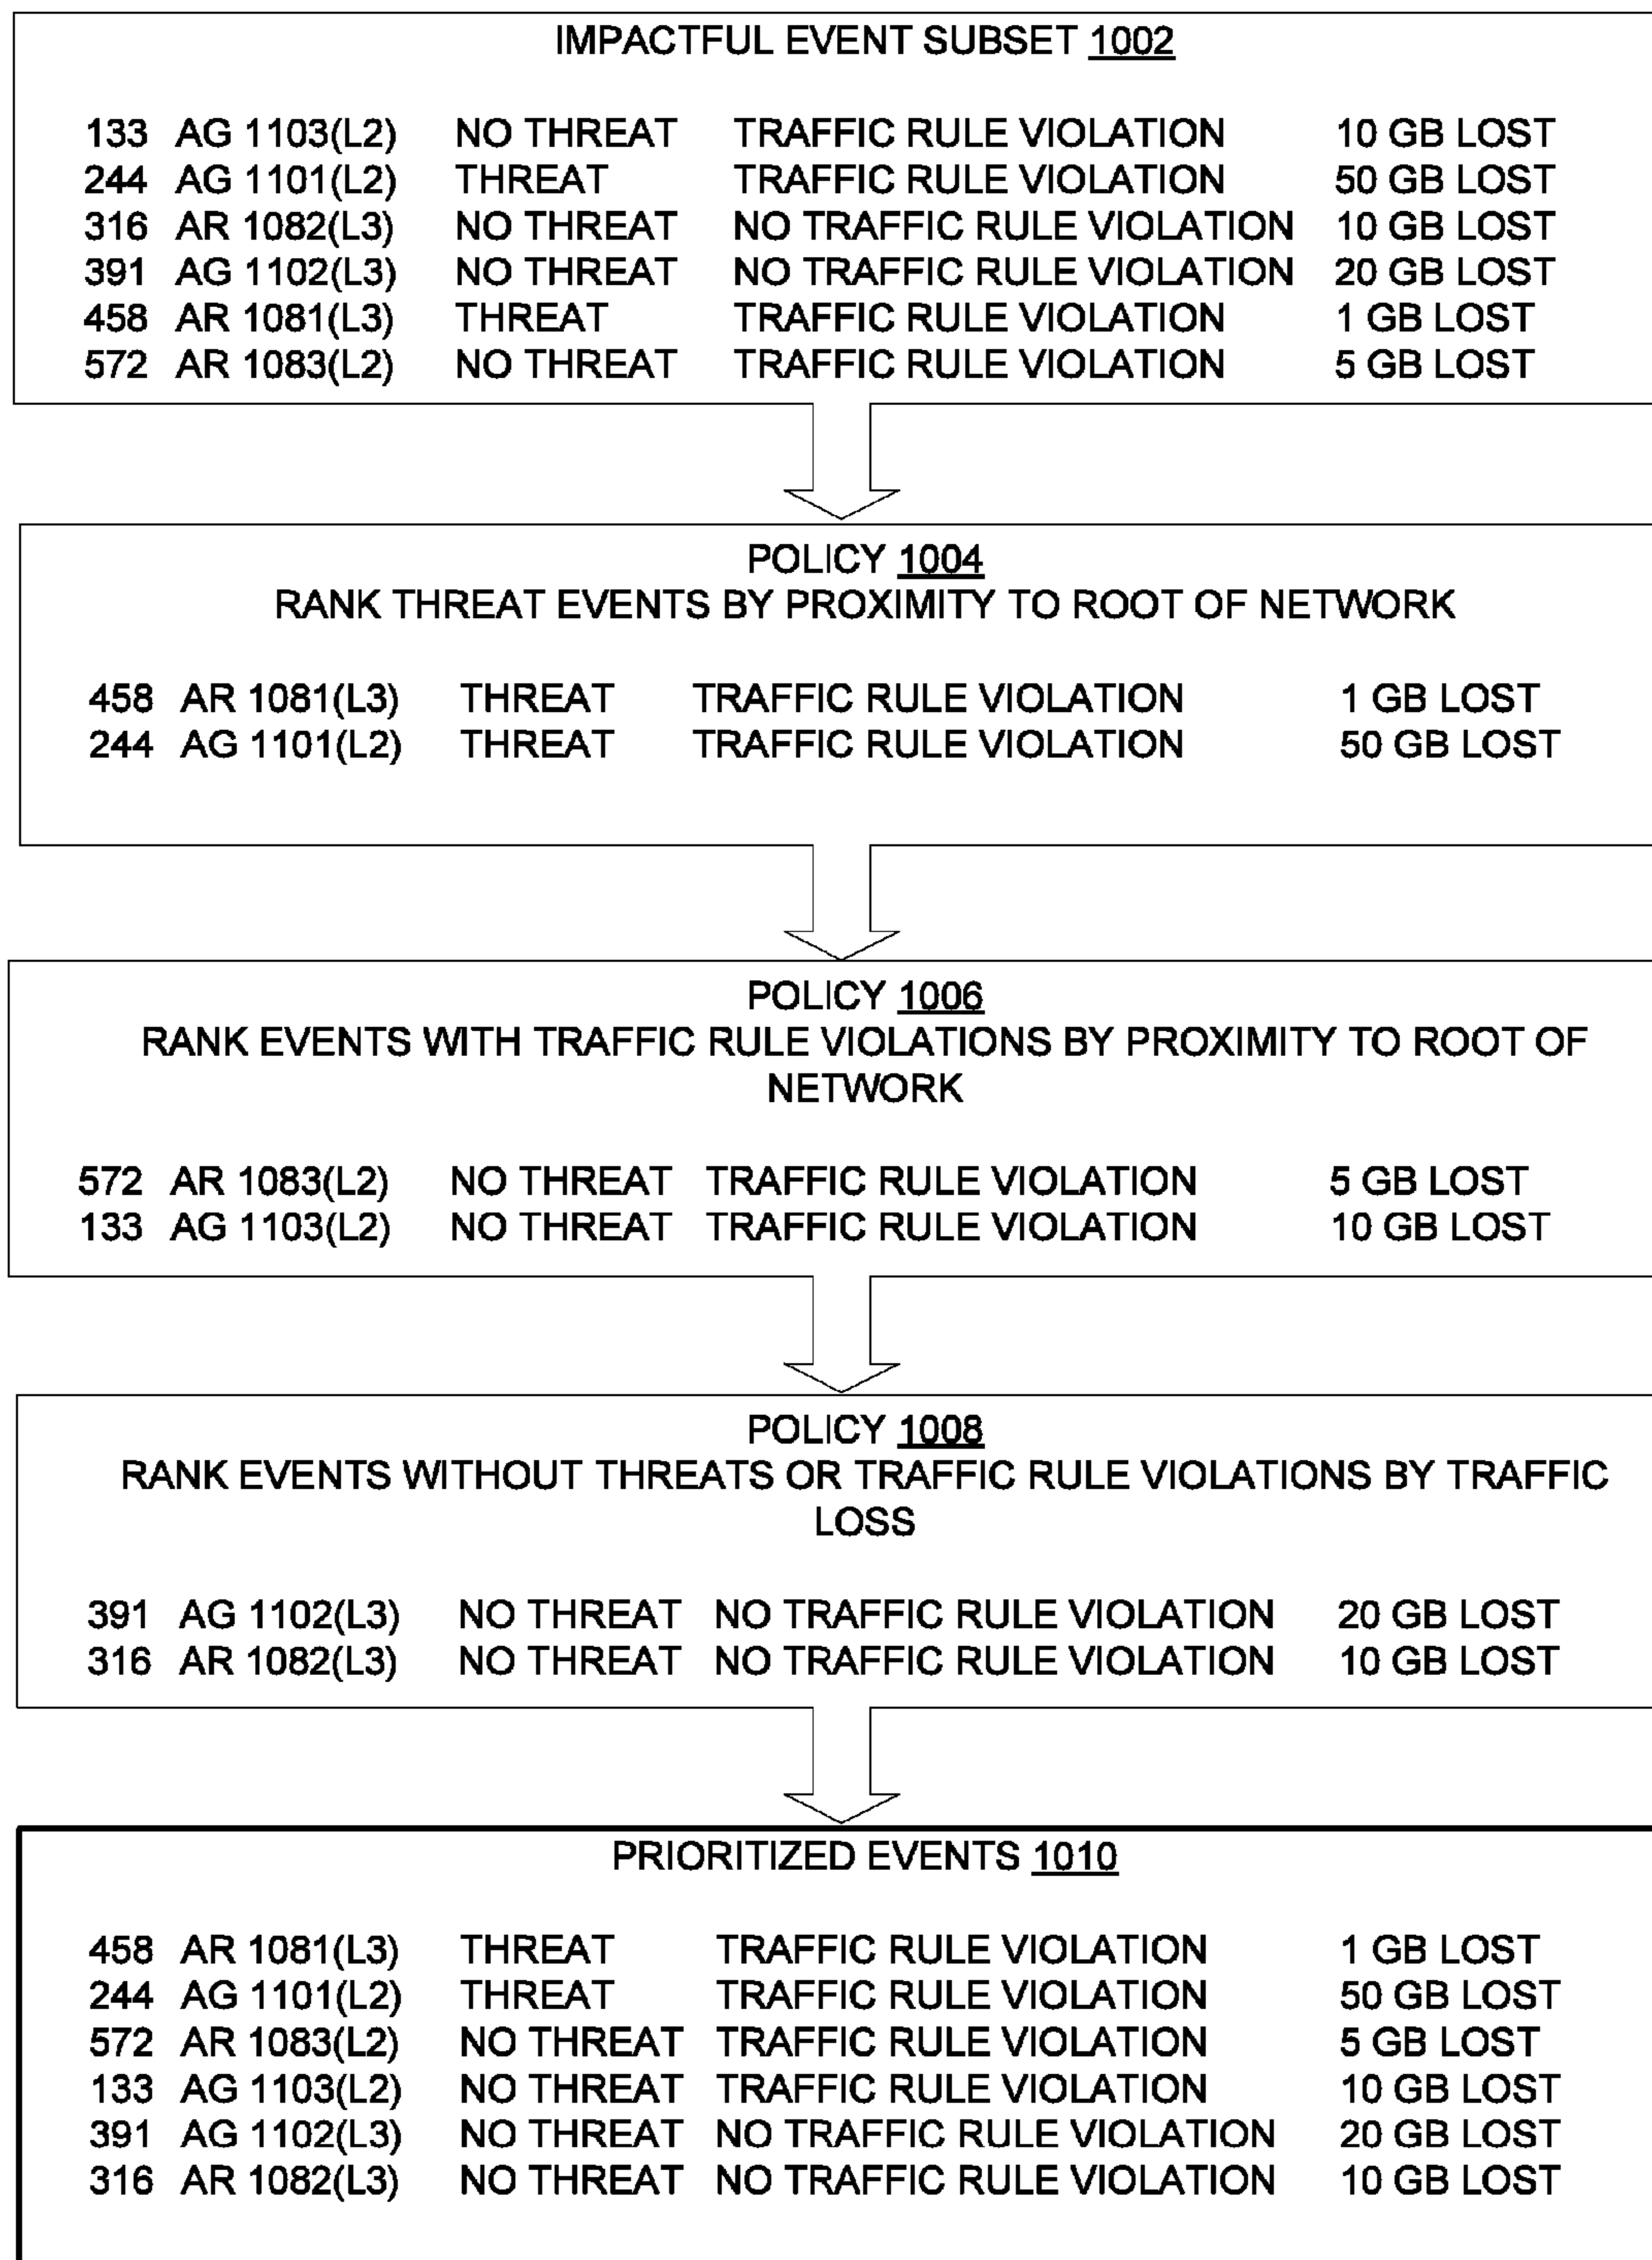 IMPACTFUL EVENT SUBSET 1002
133 AG 1103(L2) NO THREAT TRAFFIC RULE VIOLATION 10 GB LOST
244 AG 1101(L2) THREAT TRAFFIC RULE VIOLATION 50 GB LOST
316 AR 1082(L3) NO THREAT NO TRAFFIC RULE VIOLATION 10 GB LOST
391 AG 1102(L3) NO THREAT NO TRAFFIC RULE VIOLATION 20 GB LOST
458 AR 1081(L3) THREAT TRAFFIC RULE VIOLATION 1 GB LOST
572 AR 1083(L2) NO THREAT TRAFFIC RULE VIOLATION 5 GB LOST
POLICY 1004
RANK THREAT EVENTS BY PROXIMITY TO ROOT OF NETWORK
458 AR 1081(L3) THREAT TRAFFIC RULE VIOLATION 1 GB LOST
244 AG 1101(L2) THREAT TRAFFIC RULE VIOLATION 50 GB LOST
POLICY 1006
RANK EVENTS WITH TRAFFIC RULE VIOLATIONS BY PROXIMITY TO ROOT OF
NETWORK
572 AR 1083(L2) NO THREAT TRAFFIC RULE VIOLATION 5 GB LOST
133 AG 1103(L2) NO THREAT TRAFFIC RULE VIOLATION 10 GB LOST
POLICY 1008
RANK EVENTS WITHOUT THREATS OR TRAFFIC RULE VIOLATIONS BY TRAFFIC
LOSS
391 AG 1102(L3) NO THREAT NO TRAFFIC RULE VIOLATION 20 GB LOST
316 AR 1082(L3) NO THREAT NO TRAFFIC RULE VIOLATION 10 GB LOST
PRIORITIZED EVENTS 1010
458 AR 1081(L3) THREAT TRAFFIC RULE VIOLATION 1 GB LOST
244 AG 1101(L2) THREAT TRAFFIC RULE VIOLATION 50 GB LOST
572 AR 1083(L2) NO THREAT TRAFFIC RULE VIOLATION 5 GB LOST
133 AG 1103(L2) NO THREAT TRAFFIC RULE VIOLATION 10 GB LOST
391 AG 1102(L3) NO THREAT NO TRAFFIC RULE VIOLATION 20 GB LOST
316 AR 1082(L3) NO THREAT NO TRAFFIC RULE VIOLATION 10 GB LOST